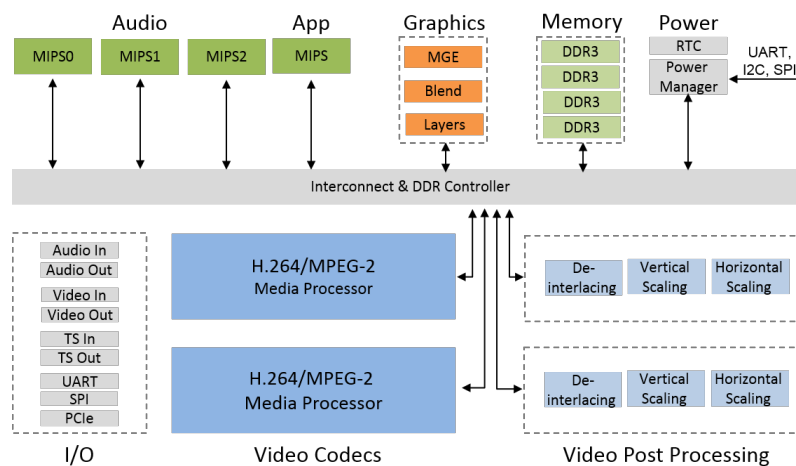 Audio
App
Graphics
Memory
Power
MIPS0
MIPS1
MIPS2
MIPS
MGE
Blend
Layers
DDR3
DDR3
DDR3
DDR3
RTC
Power
Manager
UART,
I2C, SPI
Interconnect & DDR Controller
Audio In
Audio Out
Video In
Video Out
TS In
TS Out
UART
SPI
PCIe
I/O
H.264/MPEG-2
Media Processor
H.264/MPEG-2
Media Processor
Video Codecs
De-
interlacing
Vertical
Scaling
Horizontal
Scaling
De-
interlacing
Vertical
Scaling
Horizontal
Scaling
Video Post Processing